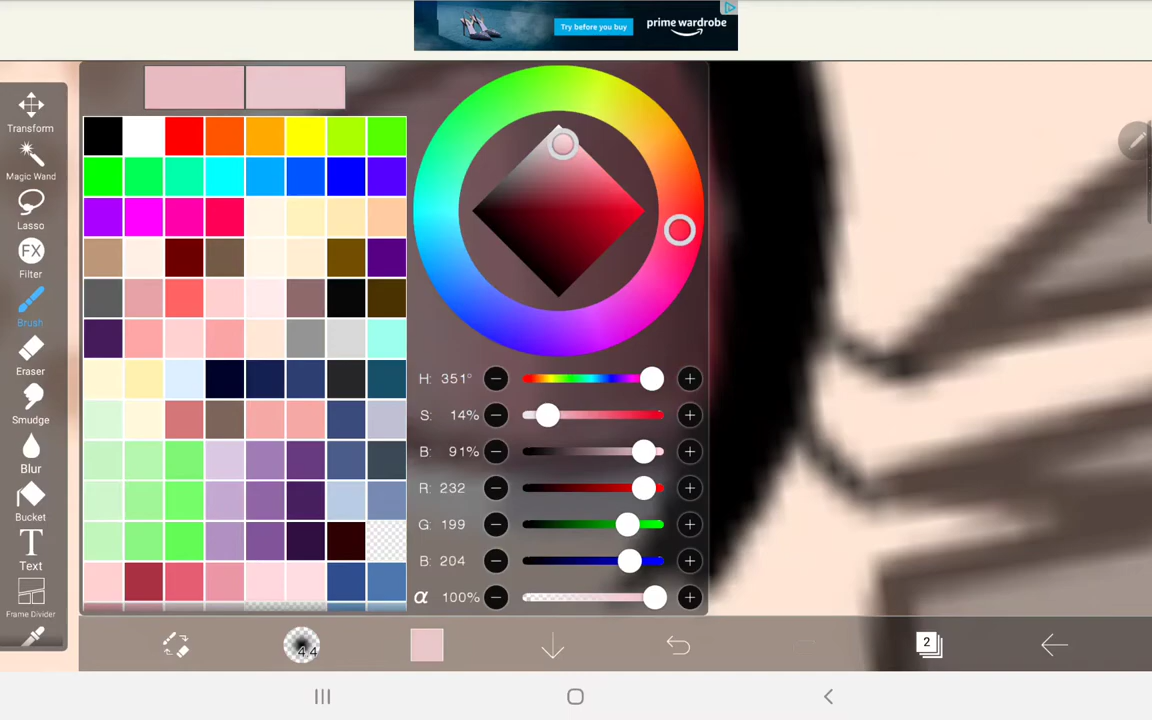 Try before you buy
prime wardrobe
Transform
Magic Wand
Lasso
FX
Filter
Brush
Eraser
Smudge
Blur
Bucket
T
Text
Frame Divider
H: 351°
S: 14%
B: 91%
R: 232
G: 199
B: 204
α 100%
44
2